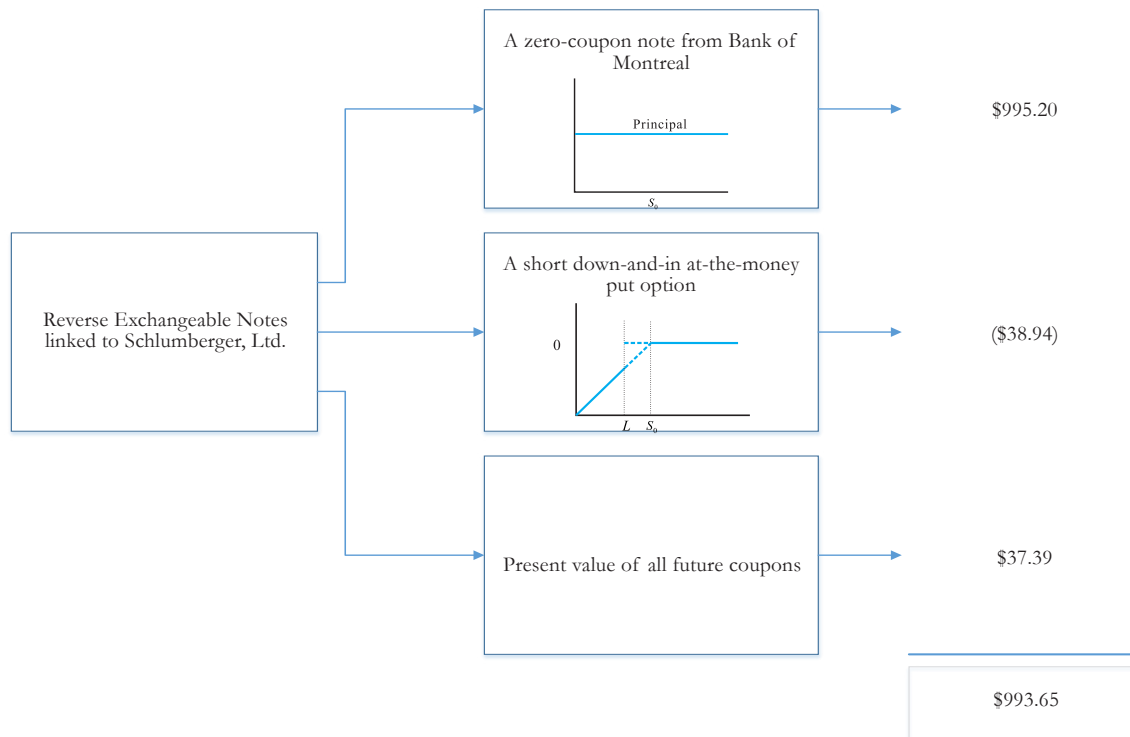 A zero-coupon note from Bank of
Montreal
Principal
S₀
$995.20
Reverse Exchangeable Notes
linked to Schlumberger, Ltd.
A short down-and-in at-the-money
put option
0
L S₀
($38.94)
Present value of all future coupons
$37.39
$993.65